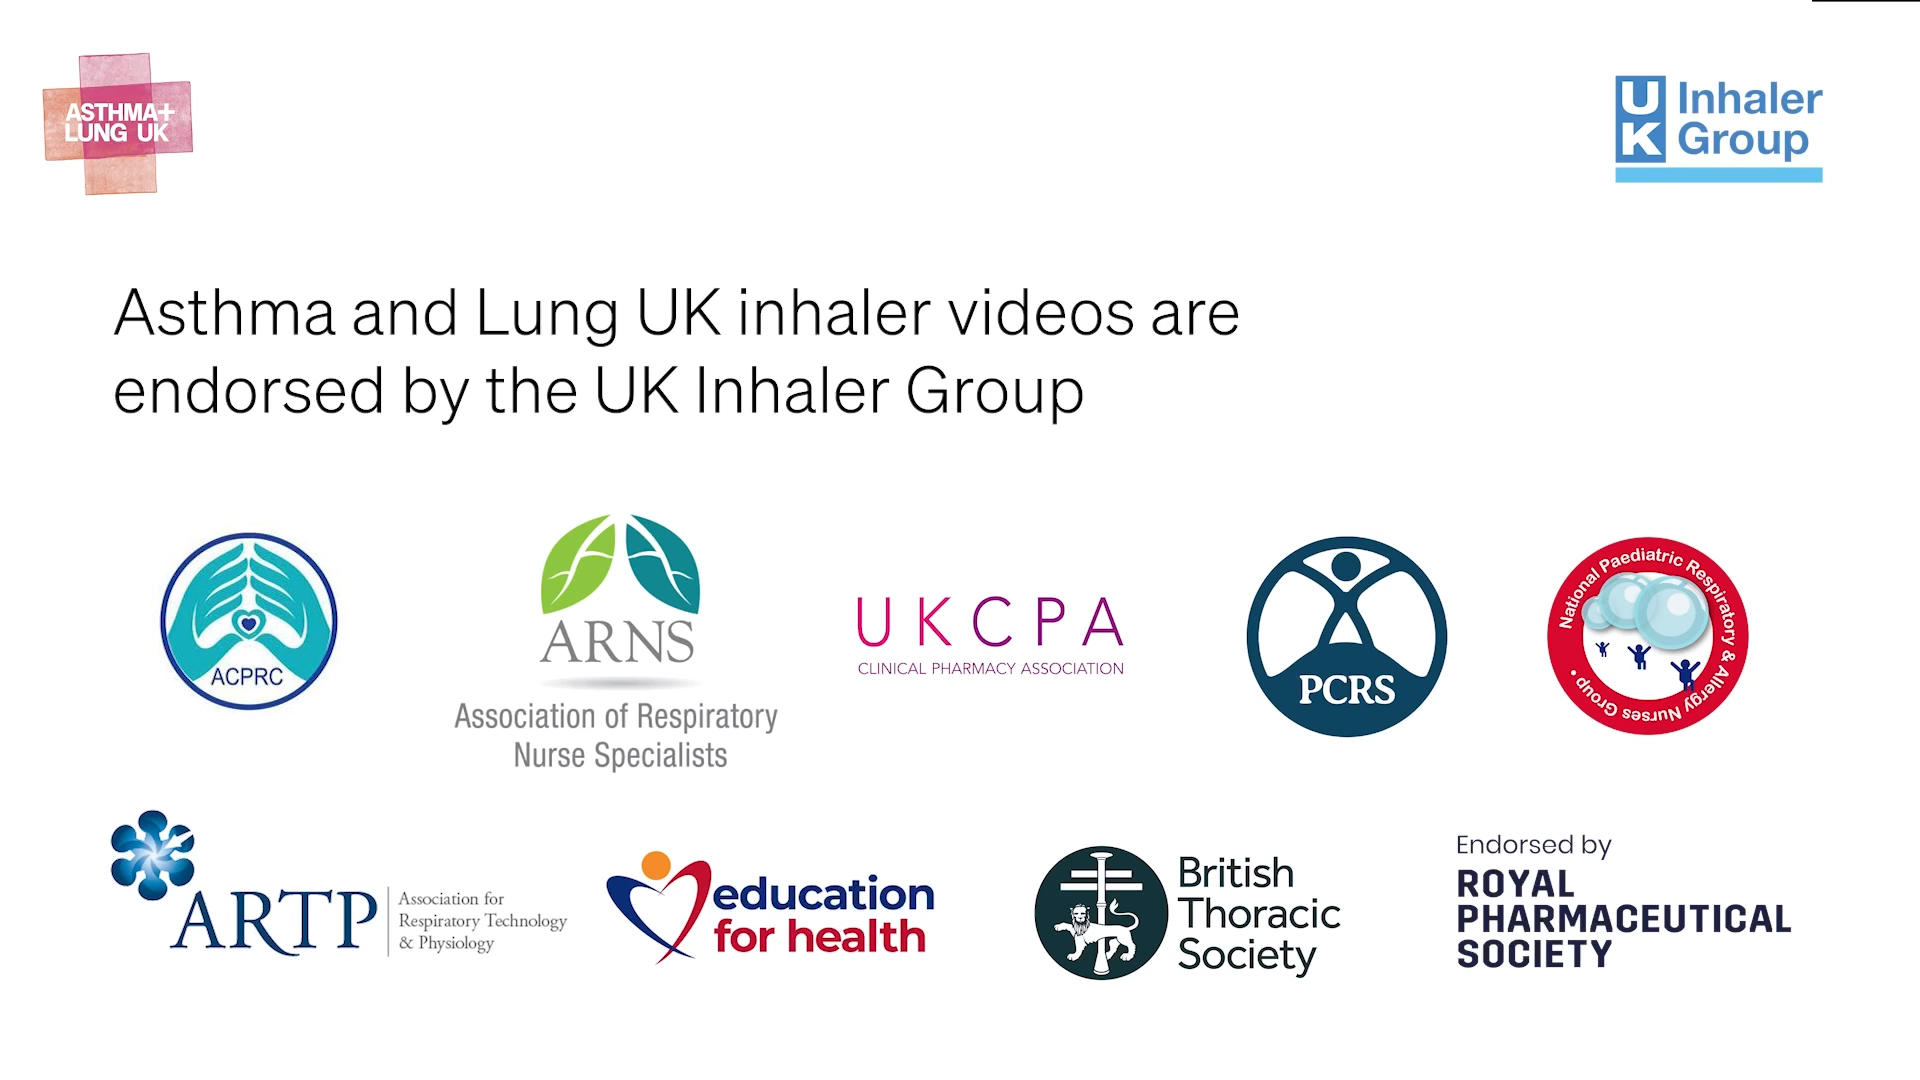 ASTHMA+
LUNG UK
UK
Inhaler
Group
Asthma and Lung UK inhaler videos are
endorsed by the UK Inhaler Group
ACPRC
ARNS
Association of Respiratory
Nurse Specialists
UKCPA
CLINICAL PHARMACY ASSOCIATION
PCRS
National Paediatric Respiratory & Allergy Nurses Group •
ARTP
Association for
Respiratory Technology
& Physiology
education
for health
British
Thoracic
Society
Endorsed by
ROYAL
PHARMACEUTICAL
SOCIETY